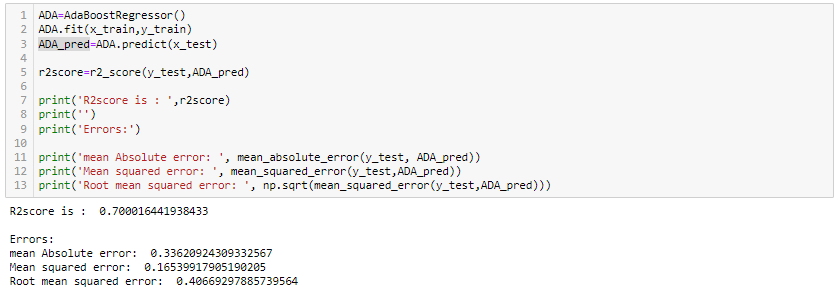 1 ADA=AdaBoostRegressor()
2 ADA.fit(x_train,y_train)
3 ADA_pred=ADA.predict(x_test)
4
5 r2score=r2_score(y_test,ADA_pred)
6
7 print('R2score is : ',r2score)
8 print('')
9 print('Errors:')
10
11 print('mean Absolute error: ', mean_absolute_error(y_test, ADA_pred))
12 print('Mean squared error: ', mean_squared_error(y_test,ADA_pred))
13 print('Root mean squared error: ', np.sqrt(mean_squared_error(y_test,ADA_pred)))
R2score is :  0.700016441938433
Errors:
mean Absolute error:  0.33620924309332567
Mean squared error:  0.16539917905190205
Root mean squared error:  0.40669297885739564